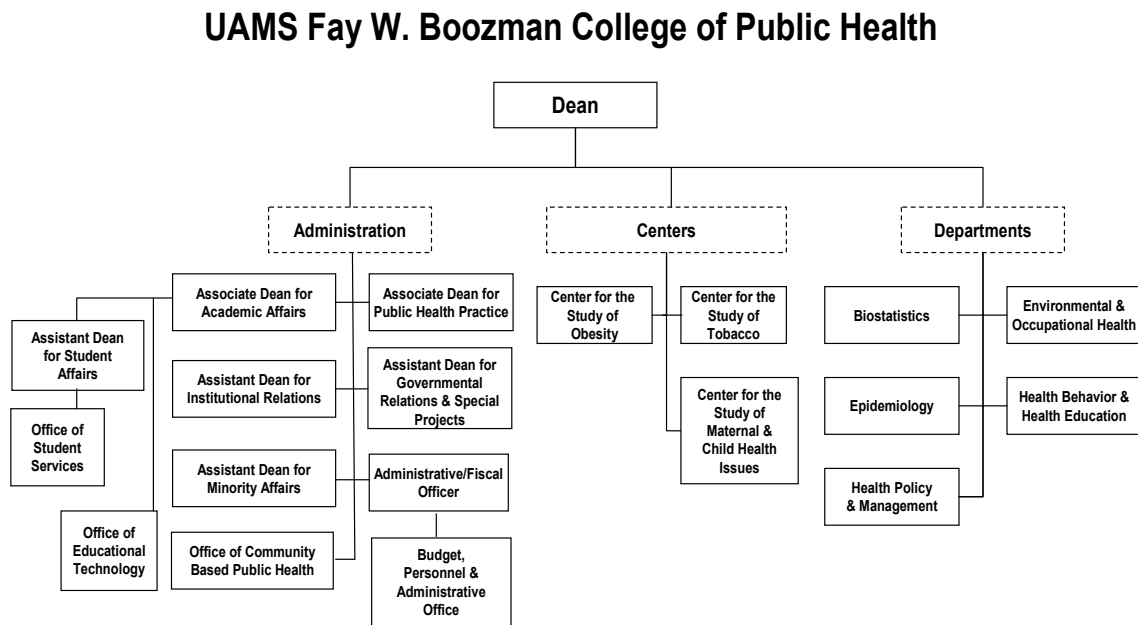 UAMS Fay W. Boozman College of Public Health
Dean
Administration
Centers
Departments
Associate Dean for
Academic Affairs
Associate Dean for
Public Health Practice
Assistant Dean
for Student
Affairs
Assistant Dean for
Institutional Relations
Assistant Dean for
Governmental
Relations & Special
Projects
Office of
Student
Services
Assistant Dean for
Minority Affairs
Administrative/Fiscal
Officer
Office of
Educational
Technology
Office of Community
Based Public Health
Budget,
Personnel &
Administrative
Office
Center for the
Study of
Obesity
Center for the
Study of
Tobacco
Center for the
Study of
Maternal &
Child Health
Issues
Biostatistics
Environmental &
Occupational Health
Epidemiology
Health Behavior &
Health Education
Health Policy
& Management